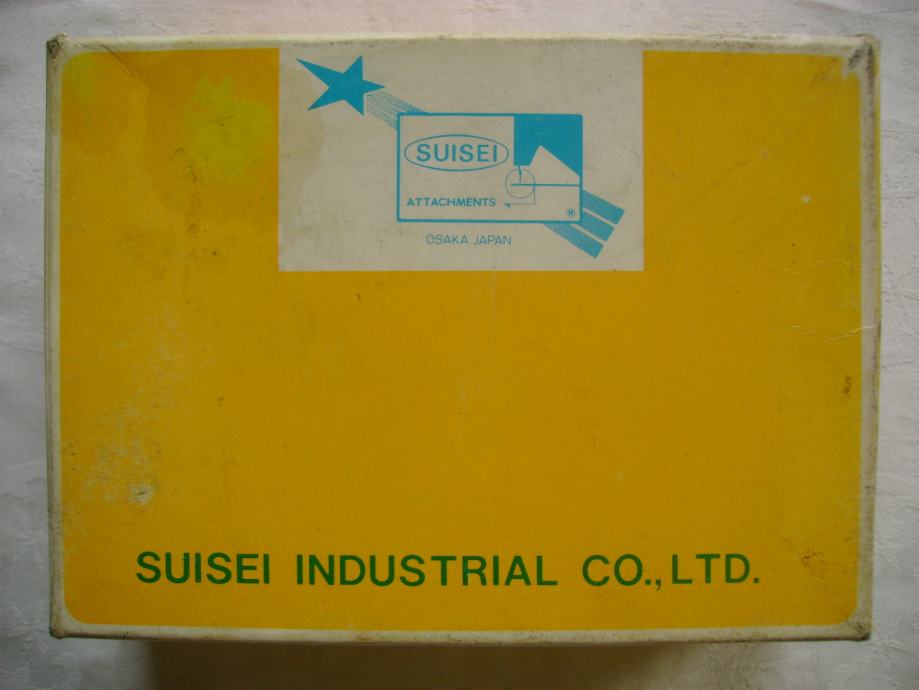 SUISEI
ATTACHMENTS
®
OSAKA JAPAN
SUISEI INDUSTRIAL CO., LTD.